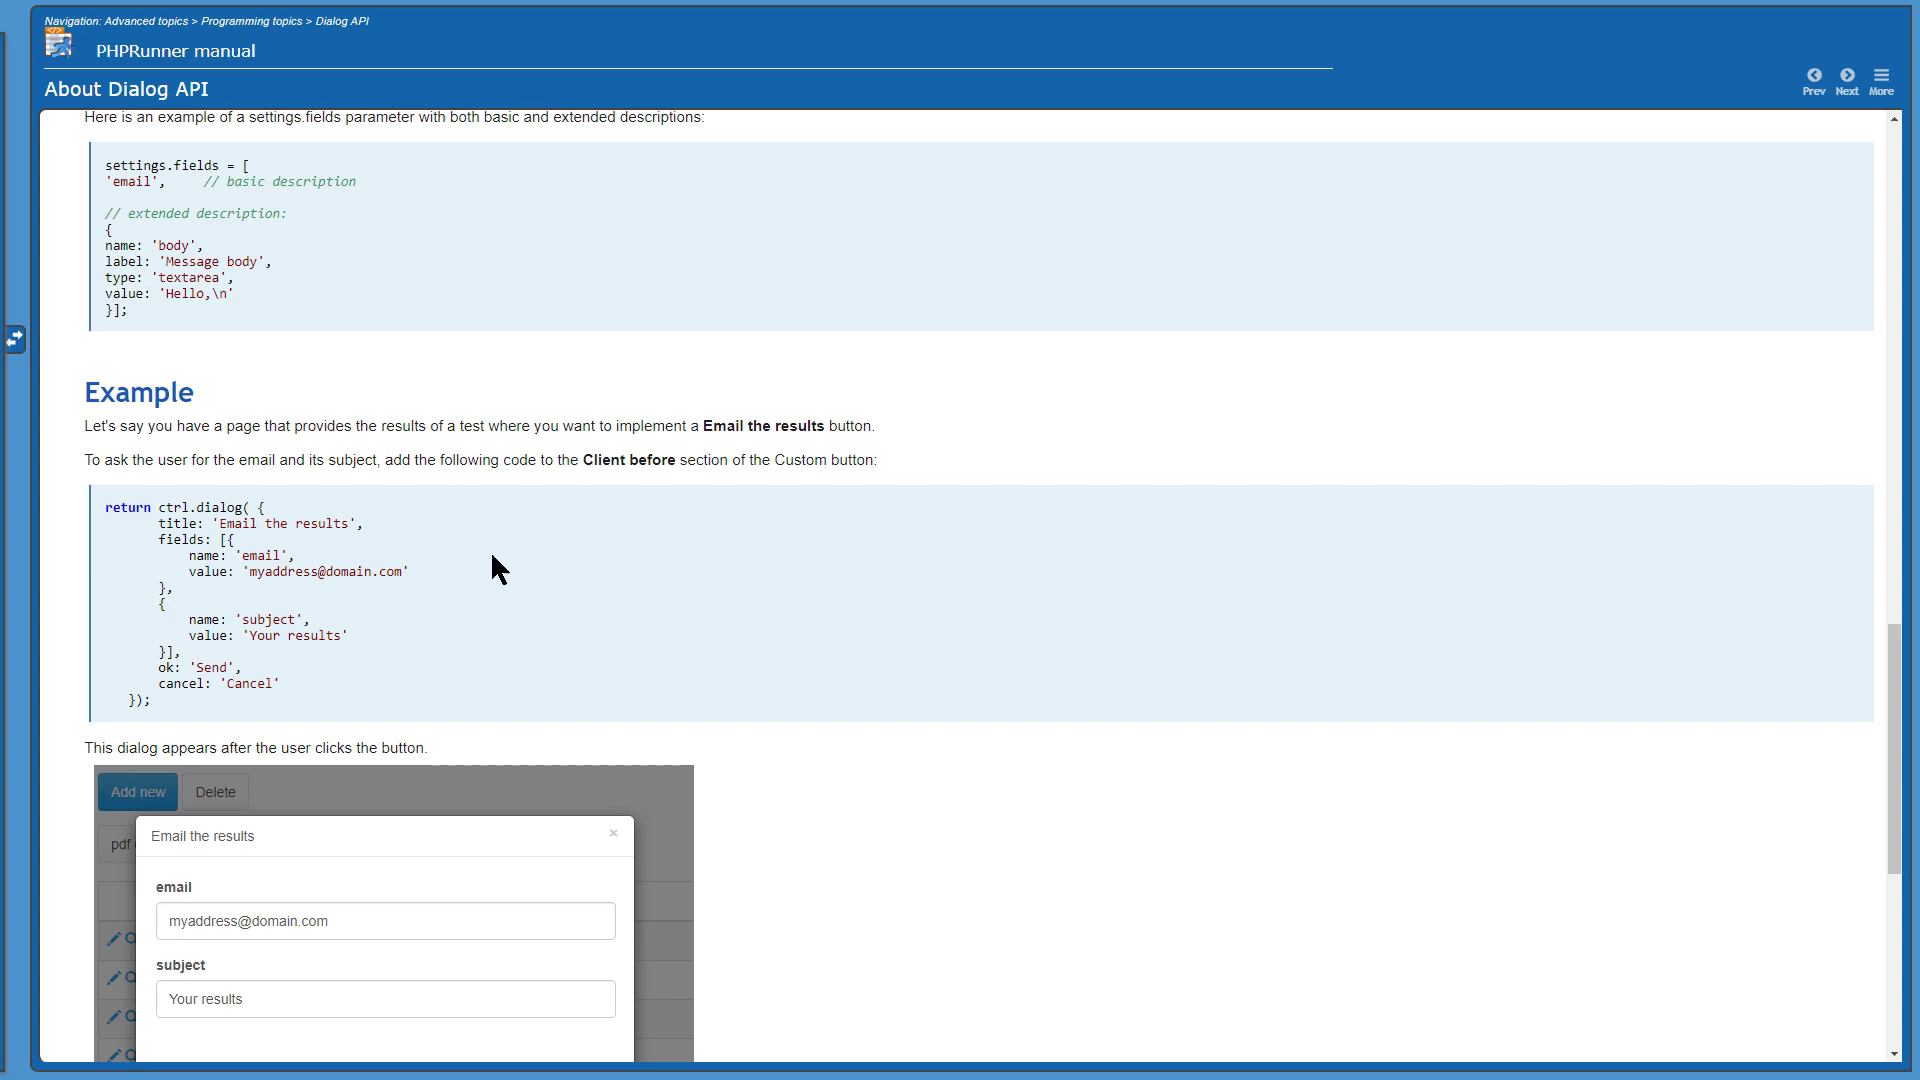 Navigation: Advanced topics > Programming topics > Dialog API
PHPRunner manual
About Dialog API
Prev Next More
Here is an example of a settings.fields parameter with both basic and extended descriptions:
settings.fields = [
'email',     // basic description
// extended description:
{
name: 'body',
label: 'Message body',
type: 'textarea',
value: 'Hello,\n'
}];
Example
Let's say you have a page that provides the results of a test where you want to implement a Email the results button.
To ask the user for the email and its subject, add the following code to the Client before section of the Custom button:
return ctrl.dialog( {
title: 'Email the results',
fields: [{
name: 'email',
value: 'myaddress@domain.com'
},
{
name: 'subject',
value: 'Your results'
}],
ok: 'Send',
cancel: 'Cancel'
});
This dialog appears after the user clicks the button.
Add new Delete
pdf
Email the results ×
email
myaddress@domain.com
subject
Your results